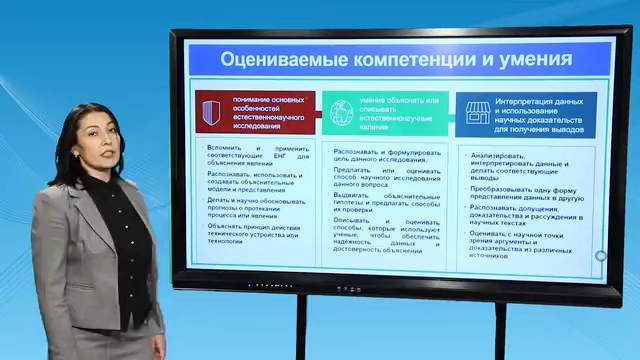 Оцениваемые компетенции и умения
понимание основных
особенностей
естественнонаучного
исследования
умение объяснять или
описывать
естественнонаучные
явления
Интерпретация данных
и использование
научных доказательств
для получения выводов
Вспомнить и применить
соответствующие ЕНГ для
объяснения явлений
Распознавать, использовать и
создавать объяснительные
модели и представления
Делать и научно обосновывать
прогнозы о протекании
процесса или явления
Объяснять принцип действия
технического устройства или
технологии
Распознавать и формулировать
цель данного исследования.
Предлагать или оценивать
способ научного исследования
данного вопроса
Выдвигать объяснительные
гипотезы и предлагать способы
их проверки
Описывать и оценивать
способы, которые используют
учёные, чтобы обеспечить
надёжность данных и
достоверность объяснений
Анализировать,
интерпретировать данные и
делать соответствующие
выводы
Преобразовывать одну форму
представления данных в другую
Распознавать допущения,
доказательства и рассуждения в
научных текстах
Оценивать с научной точки
зрения аргументы и
доказательства из различных
источников